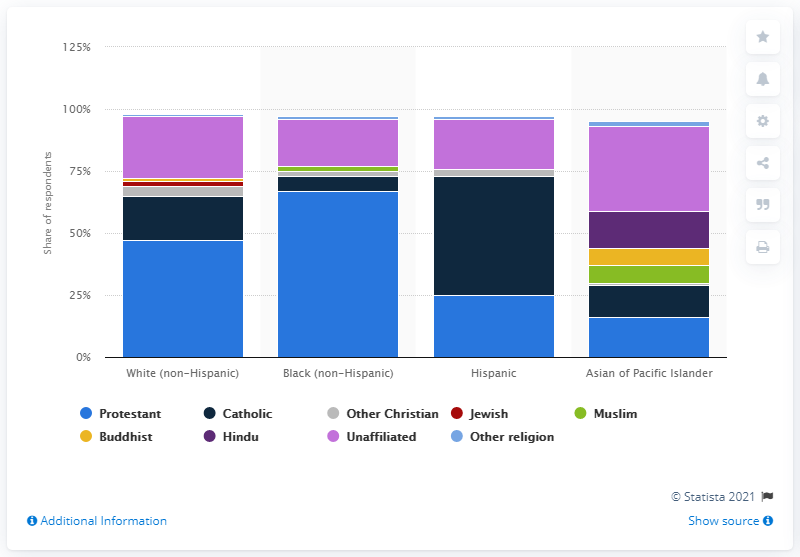 125%
100%
75%
50%
25%
0%
Share of respondents
White (non-Hispanic) Black (non-Hispanic) Hispanic Asian of Pacific Islander
Protestant Catholic Other Christian Jewish Muslim
Buddhist Hindu Unaffiliated Other religion
© Statista 2021
Additional Information Show source